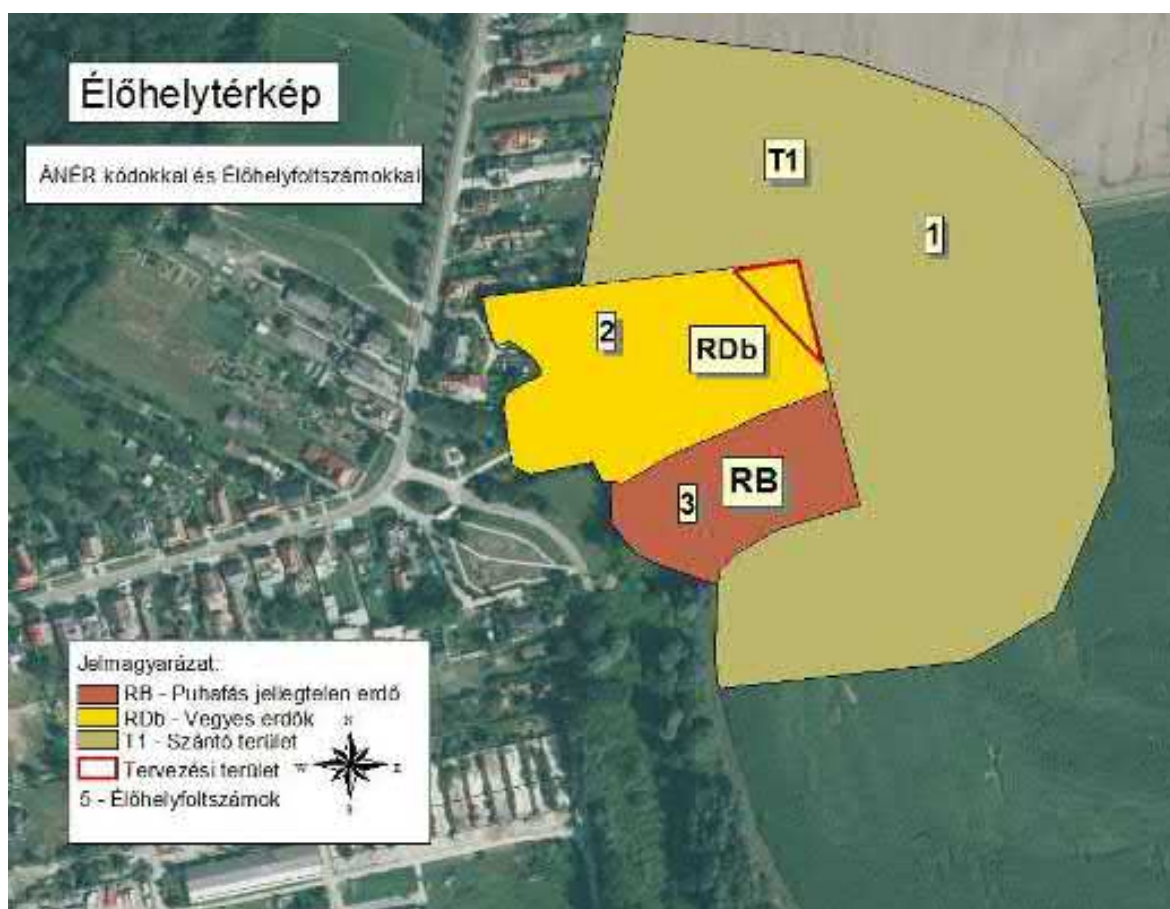 Élőhelytérkép
ÁNÉR kódokkal és Élőhelyfoltszámokkal
T1
1
2
RDb
3
RB
Jelmagyarázat:
RB - Puhafás jellegtelen erdő
RDb - Vegyes erdők
T1 - Szántó terület
Tervezési terület
5 - Élőhelyfoltszámok
W
E